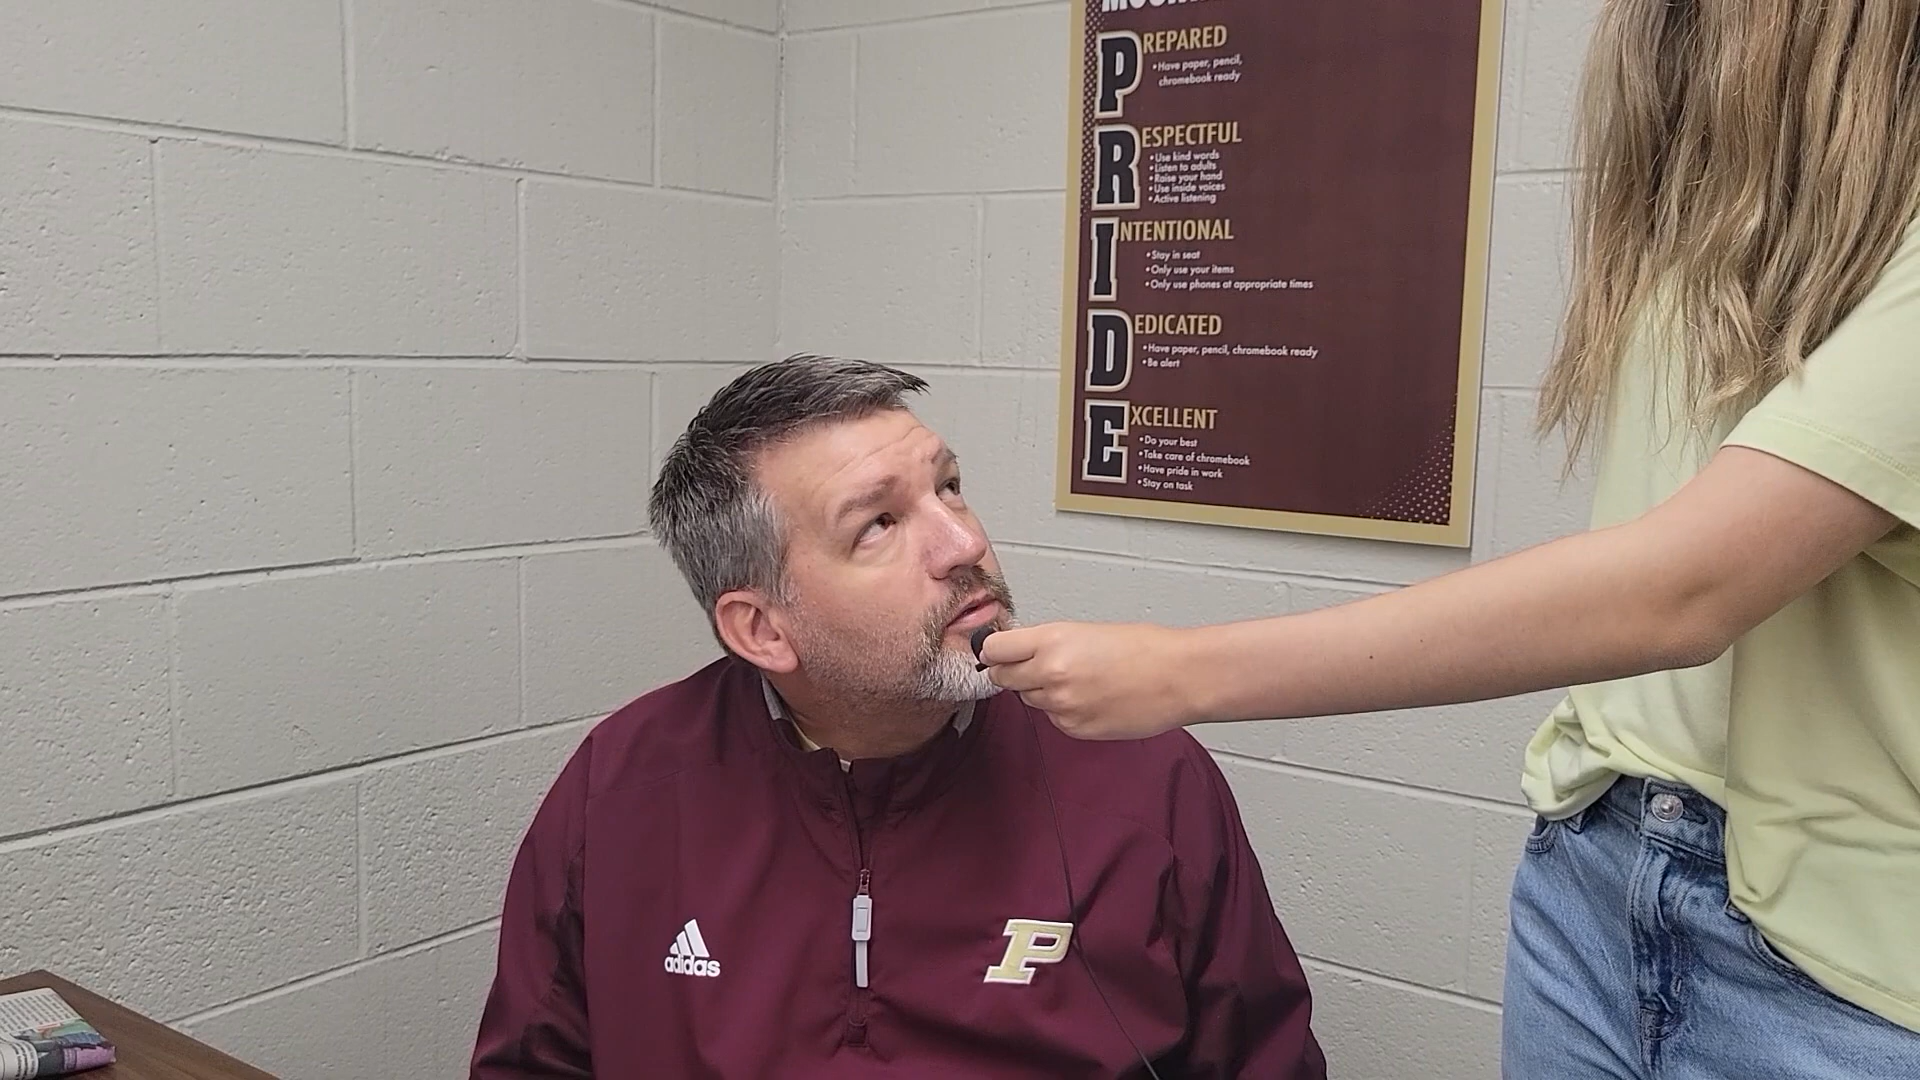 PREPARED
•Have paper, pencil,
chromebook ready
RESPECTFUL
•Use kind words
•Listen to adults
•Raise your hand
•Use inside voices
•Active listening
INTENTIONAL
•Stay in seat
•Only use your items
•Only use phones at appropriate times
DEDICATED
•Have paper, pencil, chromebook ready
•Be alert
EXCELLENT
•Do your best
•Take care of chromebook
•Have pride in work
•Stay on task
adidas
P